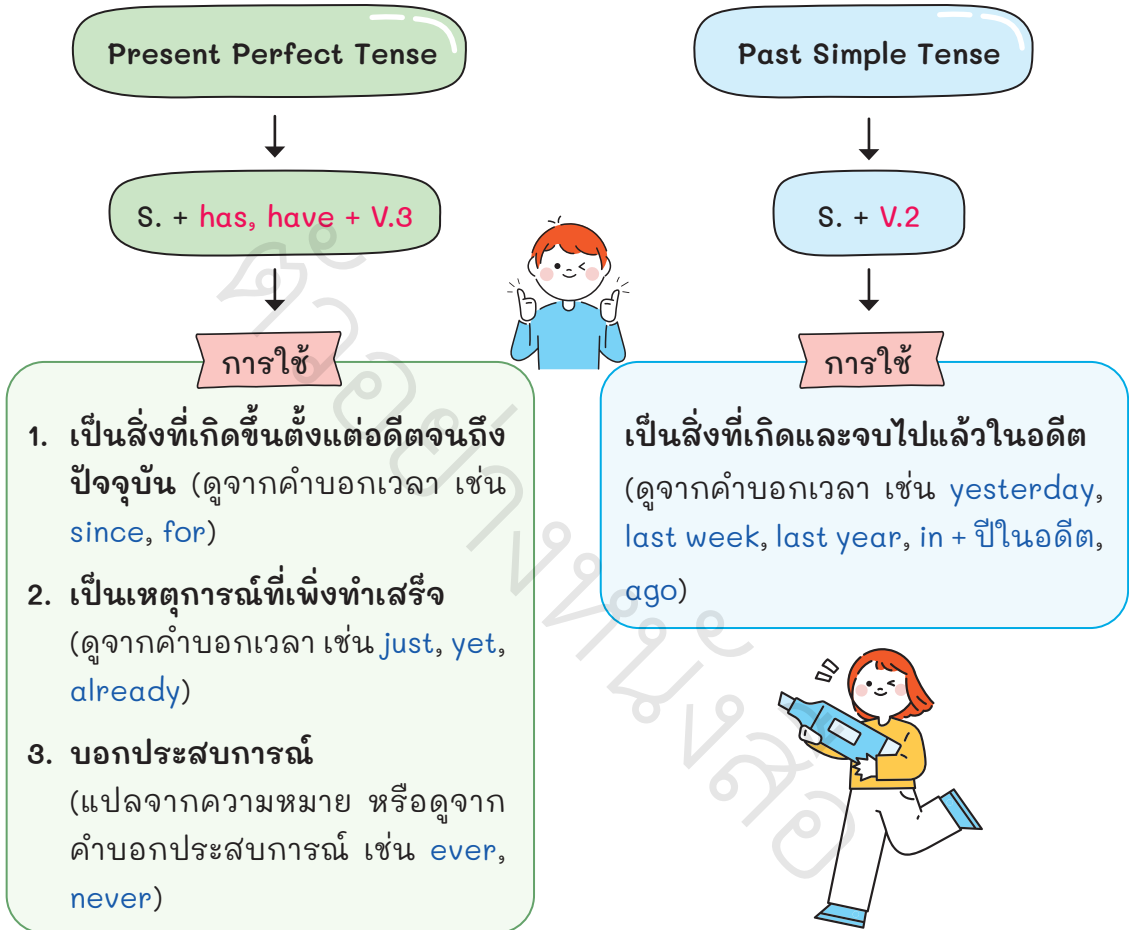 Present Perfect Tense
S. + has, have + V.3
การใช้
1. เป็นสิ่งที่เกิดขึ้นตั้งแต่อดีตจนถึง
ปัจจุบัน (ดูจากคำบอกเวลา เช่น
since, for)
2. เป็นเหตุการณ์ที่เพิ่งทำเสร็จ
(ดูจากคำบอกเวลา เช่น just, yet,
already)
3. บอกประสบการณ์
(แปลจากความหมาย หรือดูจาก
คำบอกประสบการณ์ เช่น ever,
never)
Past Simple Tense
S. + V.2
การใช้
เป็นสิ่งที่เกิดและจบไปแล้วในอดีต
(ดูจากคำบอกเวลา เช่น yesterday,
last week, last year, in + ปีในอดีต,
ago)
ตัวอย่างหนังสือ